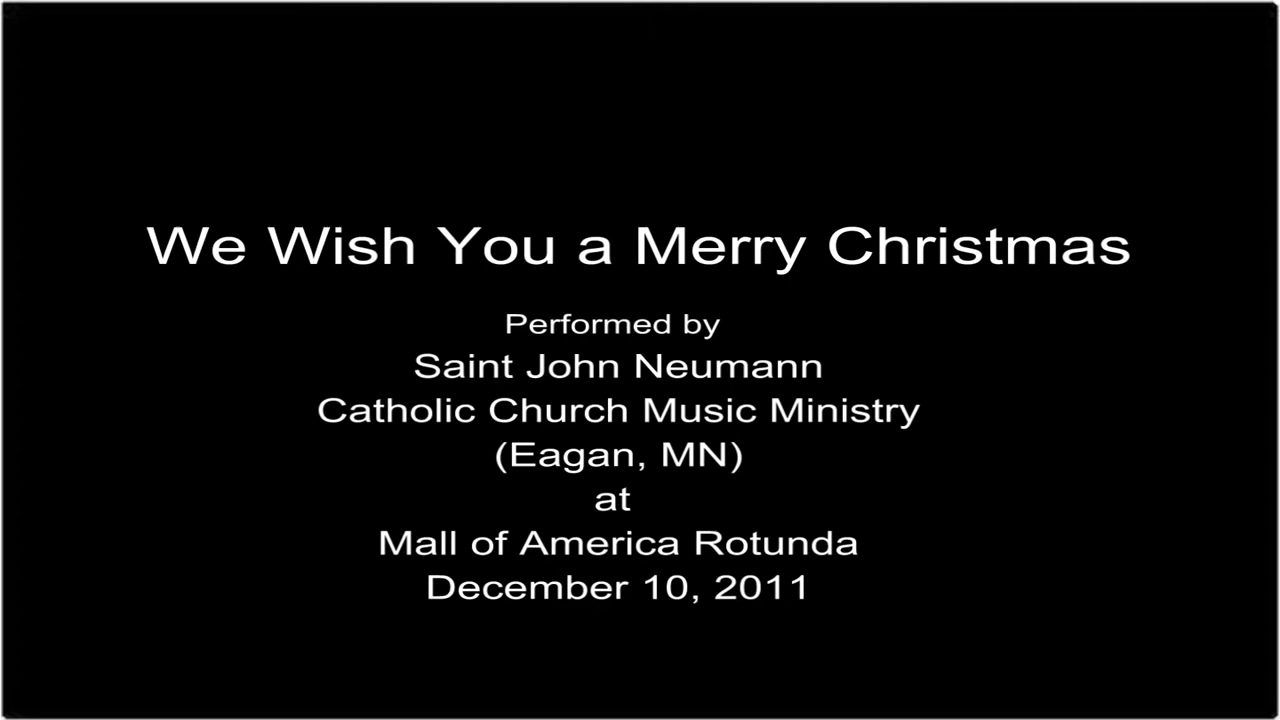 We Wish You a Merry Christmas
Performed by
Saint John Neumann
Catholic Church Music Ministry
(Eagan, MN)
at
Mall of America Rotunda
December 10, 2011